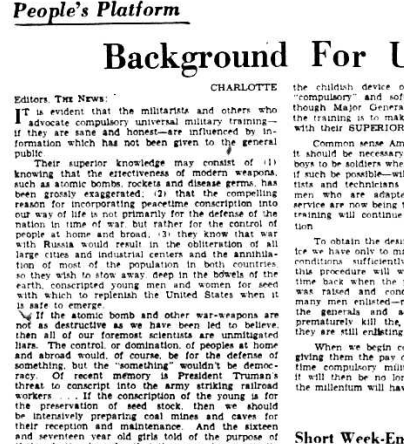 People's Platform
Background For U
CHARLOTTE
Editors, THE NEWS:
IT is evident that the militarists and others who
advocate compulsory universal military training—
if they are sane and honest—are influenced by in-
formation which has not been given to the general
public
Their superior knowledge may consist of (1)
knowing that the effectiveness of modern weapons,
such as atomic bombs, rockets and disease germs, has
been grossly exaggerated; (2) that the compelling
reason for incorporating peacetime conscription into
our way of life is not primarily for the defense of the
nation in time of war, but rather for the control of
people at home and broad, (3) they know that war
with Russia would result in the obliteration of all
large cities and industrial centers and the annihila-
tion of most of the population in both countries,
so they wish to stow away, deep in the bowels of the
earth, conscripted young men and women for seed
with which to replenish the United States when it
is safe to emerge.
If the atomic bomb and other war-weapons are
not as destructive as we have been led to believe,
then all of our foremost scientists are unmitigated
liars. The control, or domination, of peoples at home
and abroad would, of course, be for the defense of
something, but the "something" wouldn't be democ-
racy. Of recent memory is President Truman's
threat to conscript into the army striking railroad
workers . . . If the conscription of the young is for
the preservation of seed stock, then we should
be intensively preparing coal mines and caves for
their reception and maintenance. And the sixteen
and seventeen year old girls told of the purpose of
the childish device o
"compulsory" and sof
though Major Genera
the training is to mak
with their SUPERIOR
Common sense Am
it should be necessary
boys to be soldiers whe
if such be possible—wil
tists and technicians
men who are adapte
service are now being t
training will continue
tion
To obtain the desi
ice we have only to m
conditions sufficiently
this procedure will w
time back when the
was raised and cond
many men enlisted—r
the generals and a
prematurely kill the,
they are still enlisting
When we begin co
giving them the pay o
time compulsory mili
it will then be no lon
the millenium will hav
Short Week-En